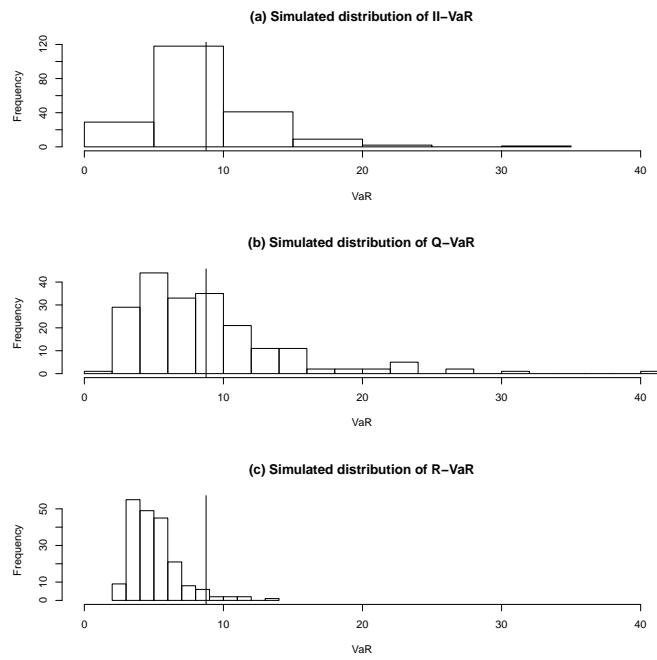 (a) Simulated distribution of II−VaR
Frequency
0 40 80 120
0 10 20 30 40
VaR
(b) Simulated distribution of Q−VaR
Frequency
0 10 20 30 40
0 10 20 30 40
VaR
(c) Simulated distribution of R−VaR
Frequency
0 10 30 50
0 10 20 30 40
VaR